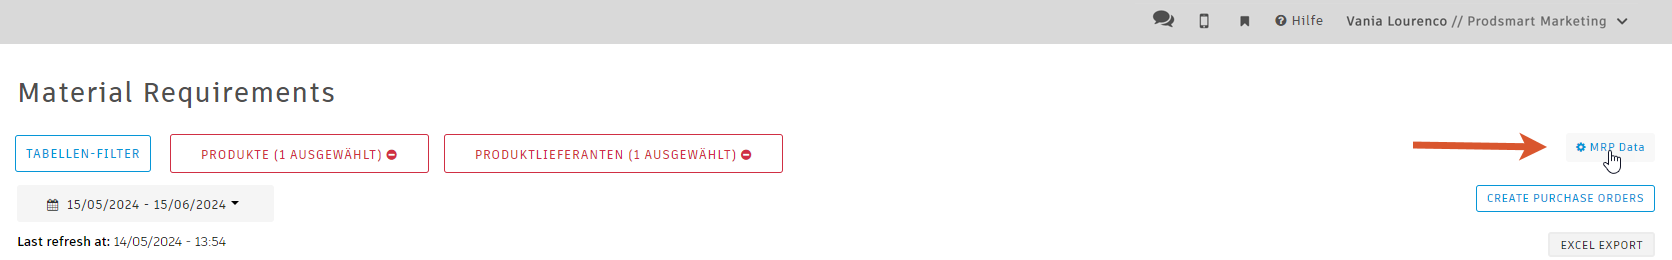 Hilfe Vania Lourenco // Prodsmart Marketing
Material Requirements
TABELLEN-FILTER PRODUKTE (1 AUSGEWÄHLT) PRODUKTLIEFERANTEN (1 AUSGEWÄHLT) MRP Data
15/05/2024 - 15/06/2024 CREATE PURCHASE ORDERS
Last refresh at: 14/05/2024 - 13:54 EXCEL EXPORT